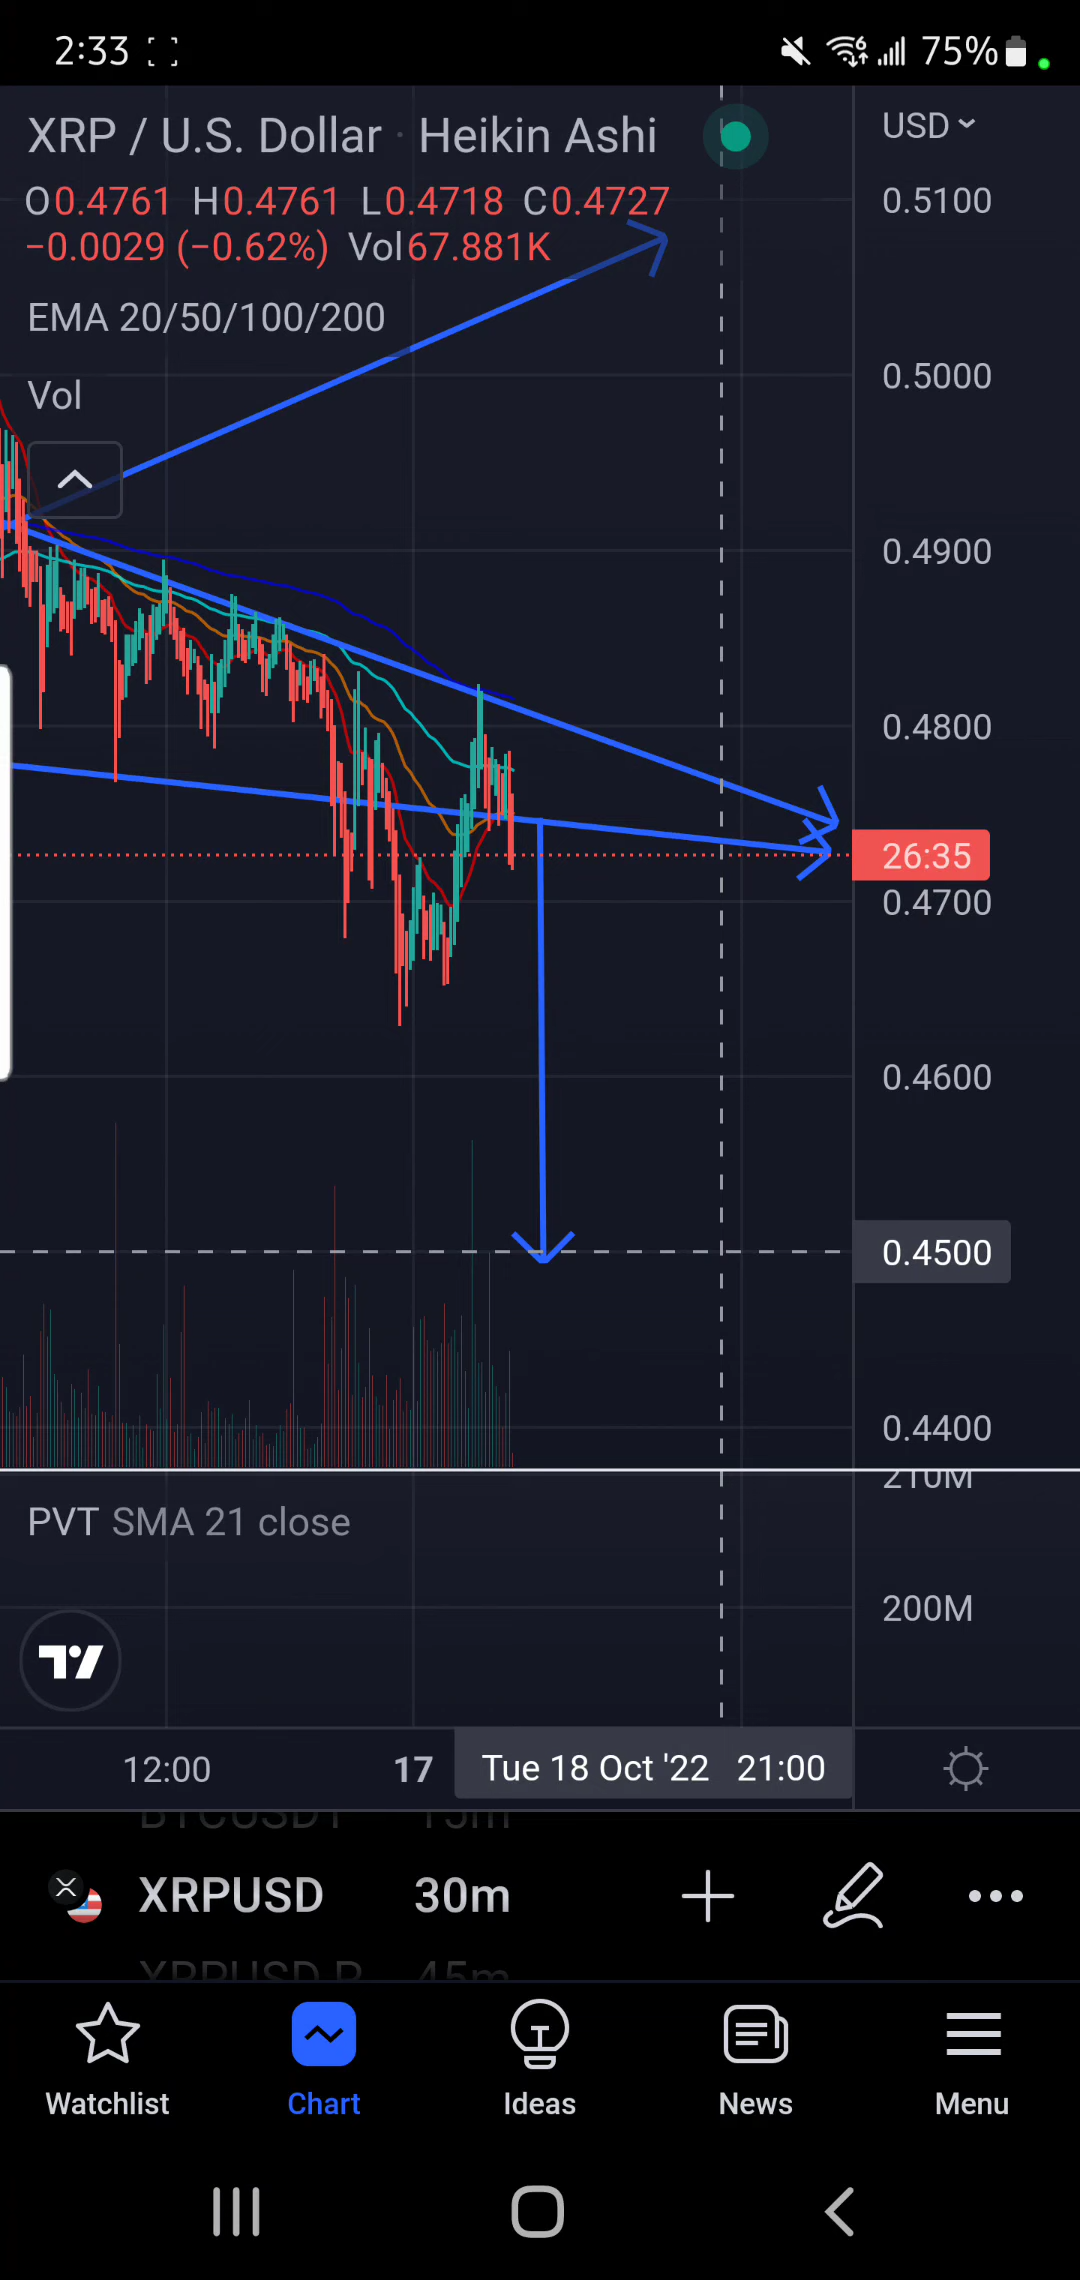 2:33 75%
XRP / U.S. Dollar · Heikin Ashi
USD
O0.4761 H0.4761 L0.4718 C0.4727
−0.0029 (−0.62%) Vol67.881K
EMA 20/50/100/200
Vol
0.5100
0.5000
0.4900
0.4800
26:35
0.4700
0.4600
0.4500
0.4400
210M
PVT SMA 21 close
200M
12:00 17 Tue 18 Oct '22 21:00
XRPUSD 30m
45m
Watchlist Chart Ideas News Menu